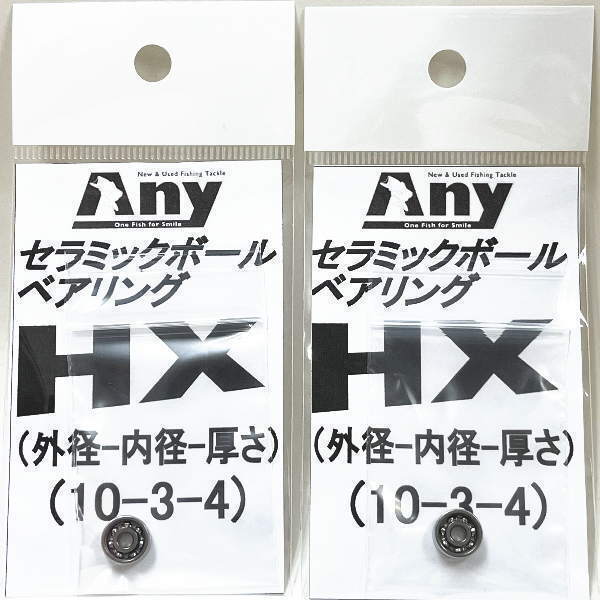 New & Used Fishing Tackle
Any
One Fish for Smile
セラミックボール
ベアリング
HX
(外径-内径-厚さ)
(10-3-4)
New & Used Fishing Tackle
Any
One Fish for Smile
セラミックボール
ベアリング
HX
(外径-内径-厚さ)
(10-3-4)